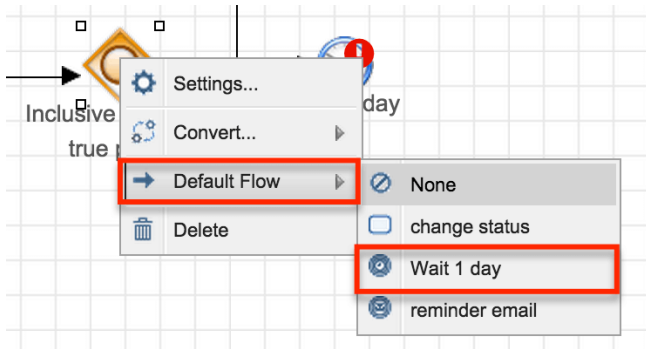 Settings...
Inclusive
day
Convert...
true
Default Flow
None
Delete
change status
Wait 1 day
reminder email